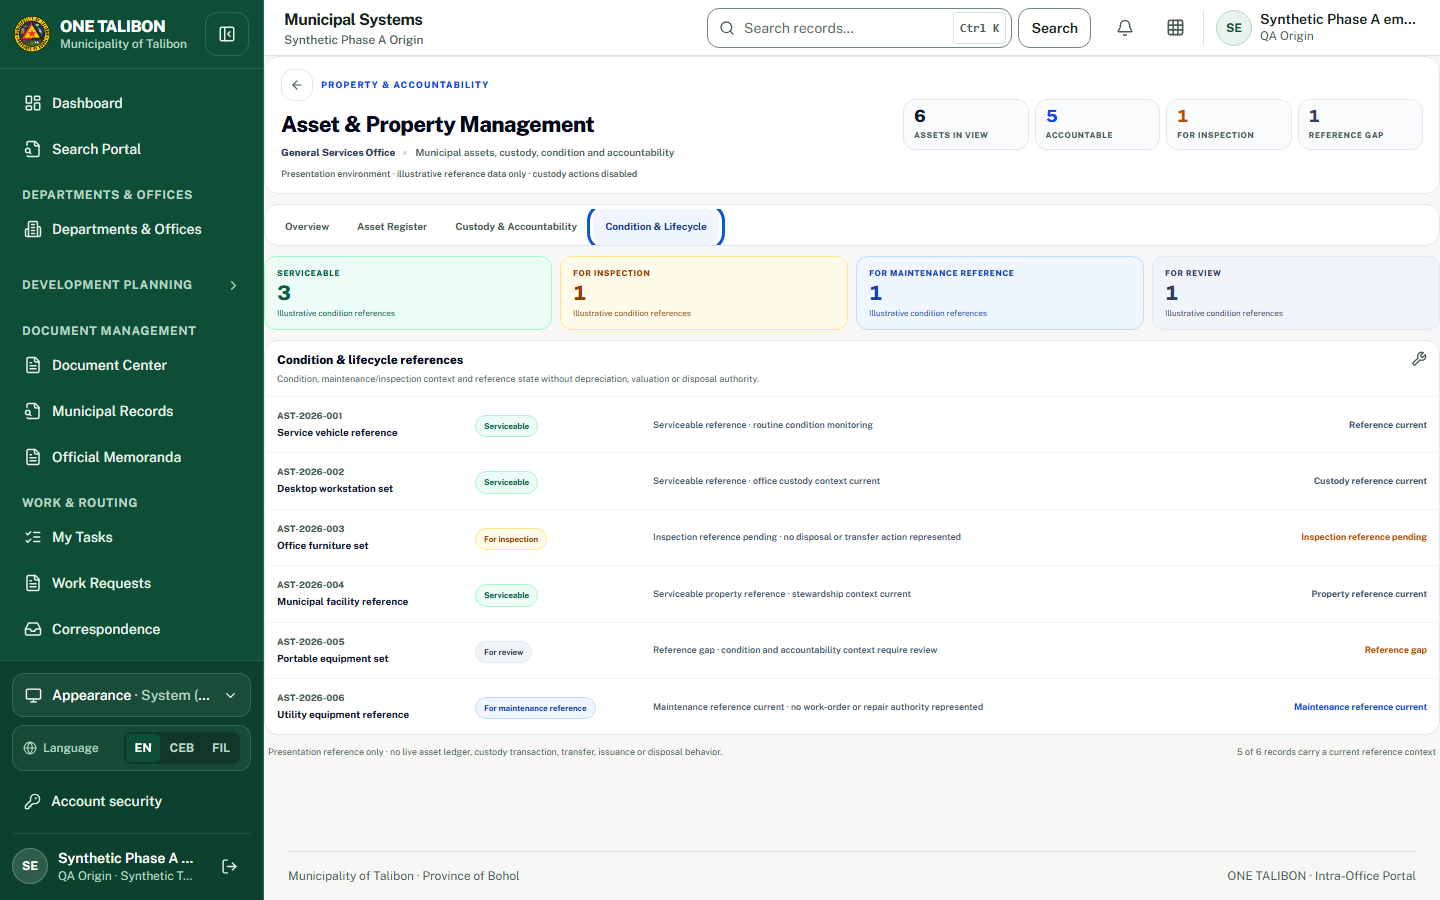 ONE TALIBON
Municipality of Talibon
Dashboard
Search Portal
DEPARTMENTS & OFFICES
Departments & Offices
DEVELOPMENT PLANNING
DOCUMENT MANAGEMENT
Document Center
Municipal Records
Official Memoranda
WORK & ROUTING
My Tasks
Work Requests
Correspondence
Appearance · System (...
Language EN CEB FIL
Account security
SE Synthetic Phase A ...
QA Origin · Synthetic T...
Municipal Systems
Synthetic Phase A Origin
Search records... Ctrl K Search
SE Synthetic Phase A em...
QA Origin
PROPERTY & ACCOUNTABILITY
Asset & Property Management
General Services Office • Municipal assets, custody, condition and accountability
Presentation environment · illustrative reference data only · custody actions disabled
6
ASSETS IN VIEW
5
ACCOUNTABLE
1
FOR INSPECTION
1
REFERENCE GAP
Overview Asset Register Custody & Accountability Condition & Lifecycle
SERVICEABLE
3
Illustrative condition references
FOR INSPECTION
1
Illustrative condition references
FOR MAINTENANCE REFERENCE
1
Illustrative condition references
FOR REVIEW
1
Illustrative condition references
Condition & lifecycle references
Condition, maintenance/inspection context and reference state without depreciation, valuation or disposal authority.
AST-2026-001
Service vehicle reference
Serviceable
Serviceable reference · routine condition monitoring
Reference current
AST-2026-002
Desktop workstation set
Serviceable
Serviceable reference · office custody context current
Custody reference current
AST-2026-003
Office furniture set
For inspection
Inspection reference pending · no disposal or transfer action represented
Inspection reference pending
AST-2026-004
Municipal facility reference
Serviceable
Serviceable property reference · stewardship context current
Property reference current
AST-2026-005
Portable equipment set
For review
Reference gap · condition and accountability context require review
Reference gap
AST-2026-006
Utility equipment reference
For maintenance reference
Maintenance reference current · no work-order or repair authority represented
Maintenance reference current
Presentation reference only · no live asset ledger, custody transaction, transfer, issuance or disposal behavior.
5 of 6 records carry a current reference context
Municipality of Talibon · Province of Bohol
ONE TALIBON · Intra-Office Portal